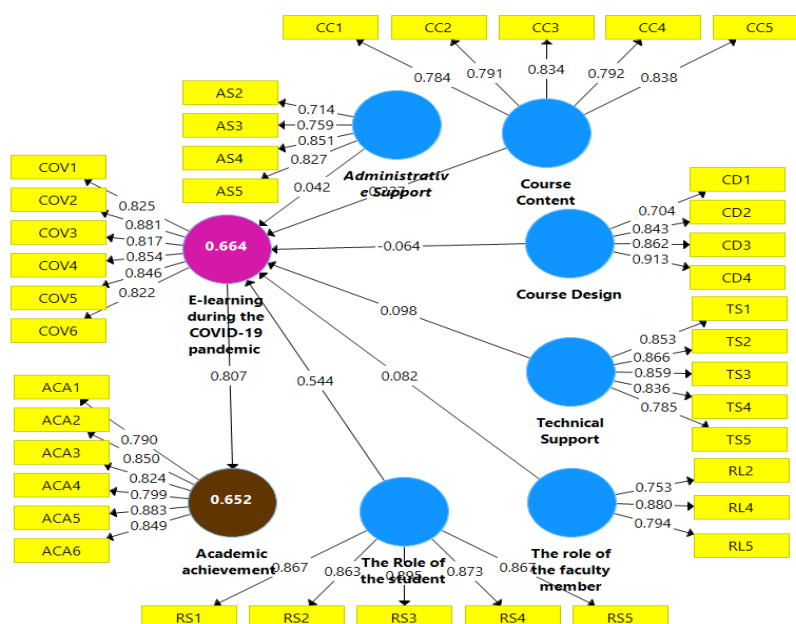 CC1
CC2
CC3
CC4
CC5
0.784
0.791
0.834
0.792
0.838
AS2
AS3
AS4
AS5
0.714
0.759
0.851
0.827
0.042
Administrativ
e Support
Course
Content
COV1
COV2
COV3
COV4
COV5
COV6
0.825
0.881
0.817
0.854
0.846
0.822
0.664
E-learning
during the
COVID-19
pandemic
-0.064
CD1
CD2
CD3
CD4
0.704
0.843
0.862
0.913
Course Design
0.098
TS1
TS2
TS3
TS4
TS5
0.853
0.866
0.859
0.836
0.785
Technical
Support
0.807
0.544
0.082
ACA1
ACA2
ACA3
ACA4
ACA5
ACA6
0.790
0.850
0.824
0.799
0.883
0.849
0.652
Academic
achievement
The Role of
the student
0.867
0.863
0.895
0.873
0.867
RS1
RS2
RS3
RS4
RS5
RL2
RL4
RL5
0.753
0.880
0.794
The role of
the faculty
member